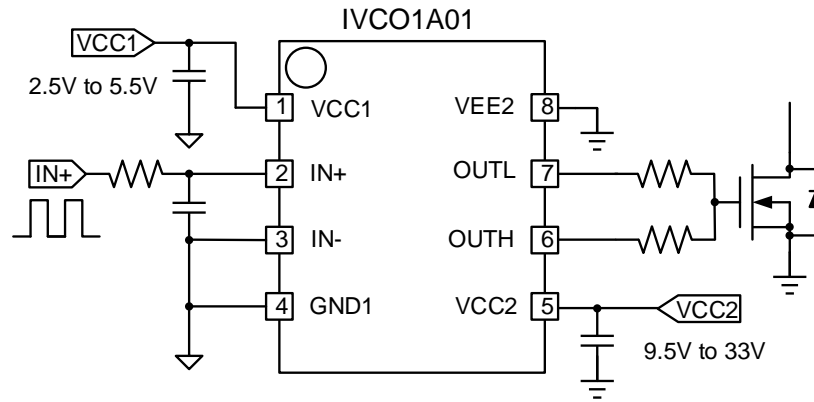 IVCO1A01
VCC1
2.5V to 5.5V
1 VCC1
VEE2 8
IN+
2 IN+
OUTL 7
3 IN-
OUTH 6
4 GND1
VCC2 5
VCC2
9.5V to 33V